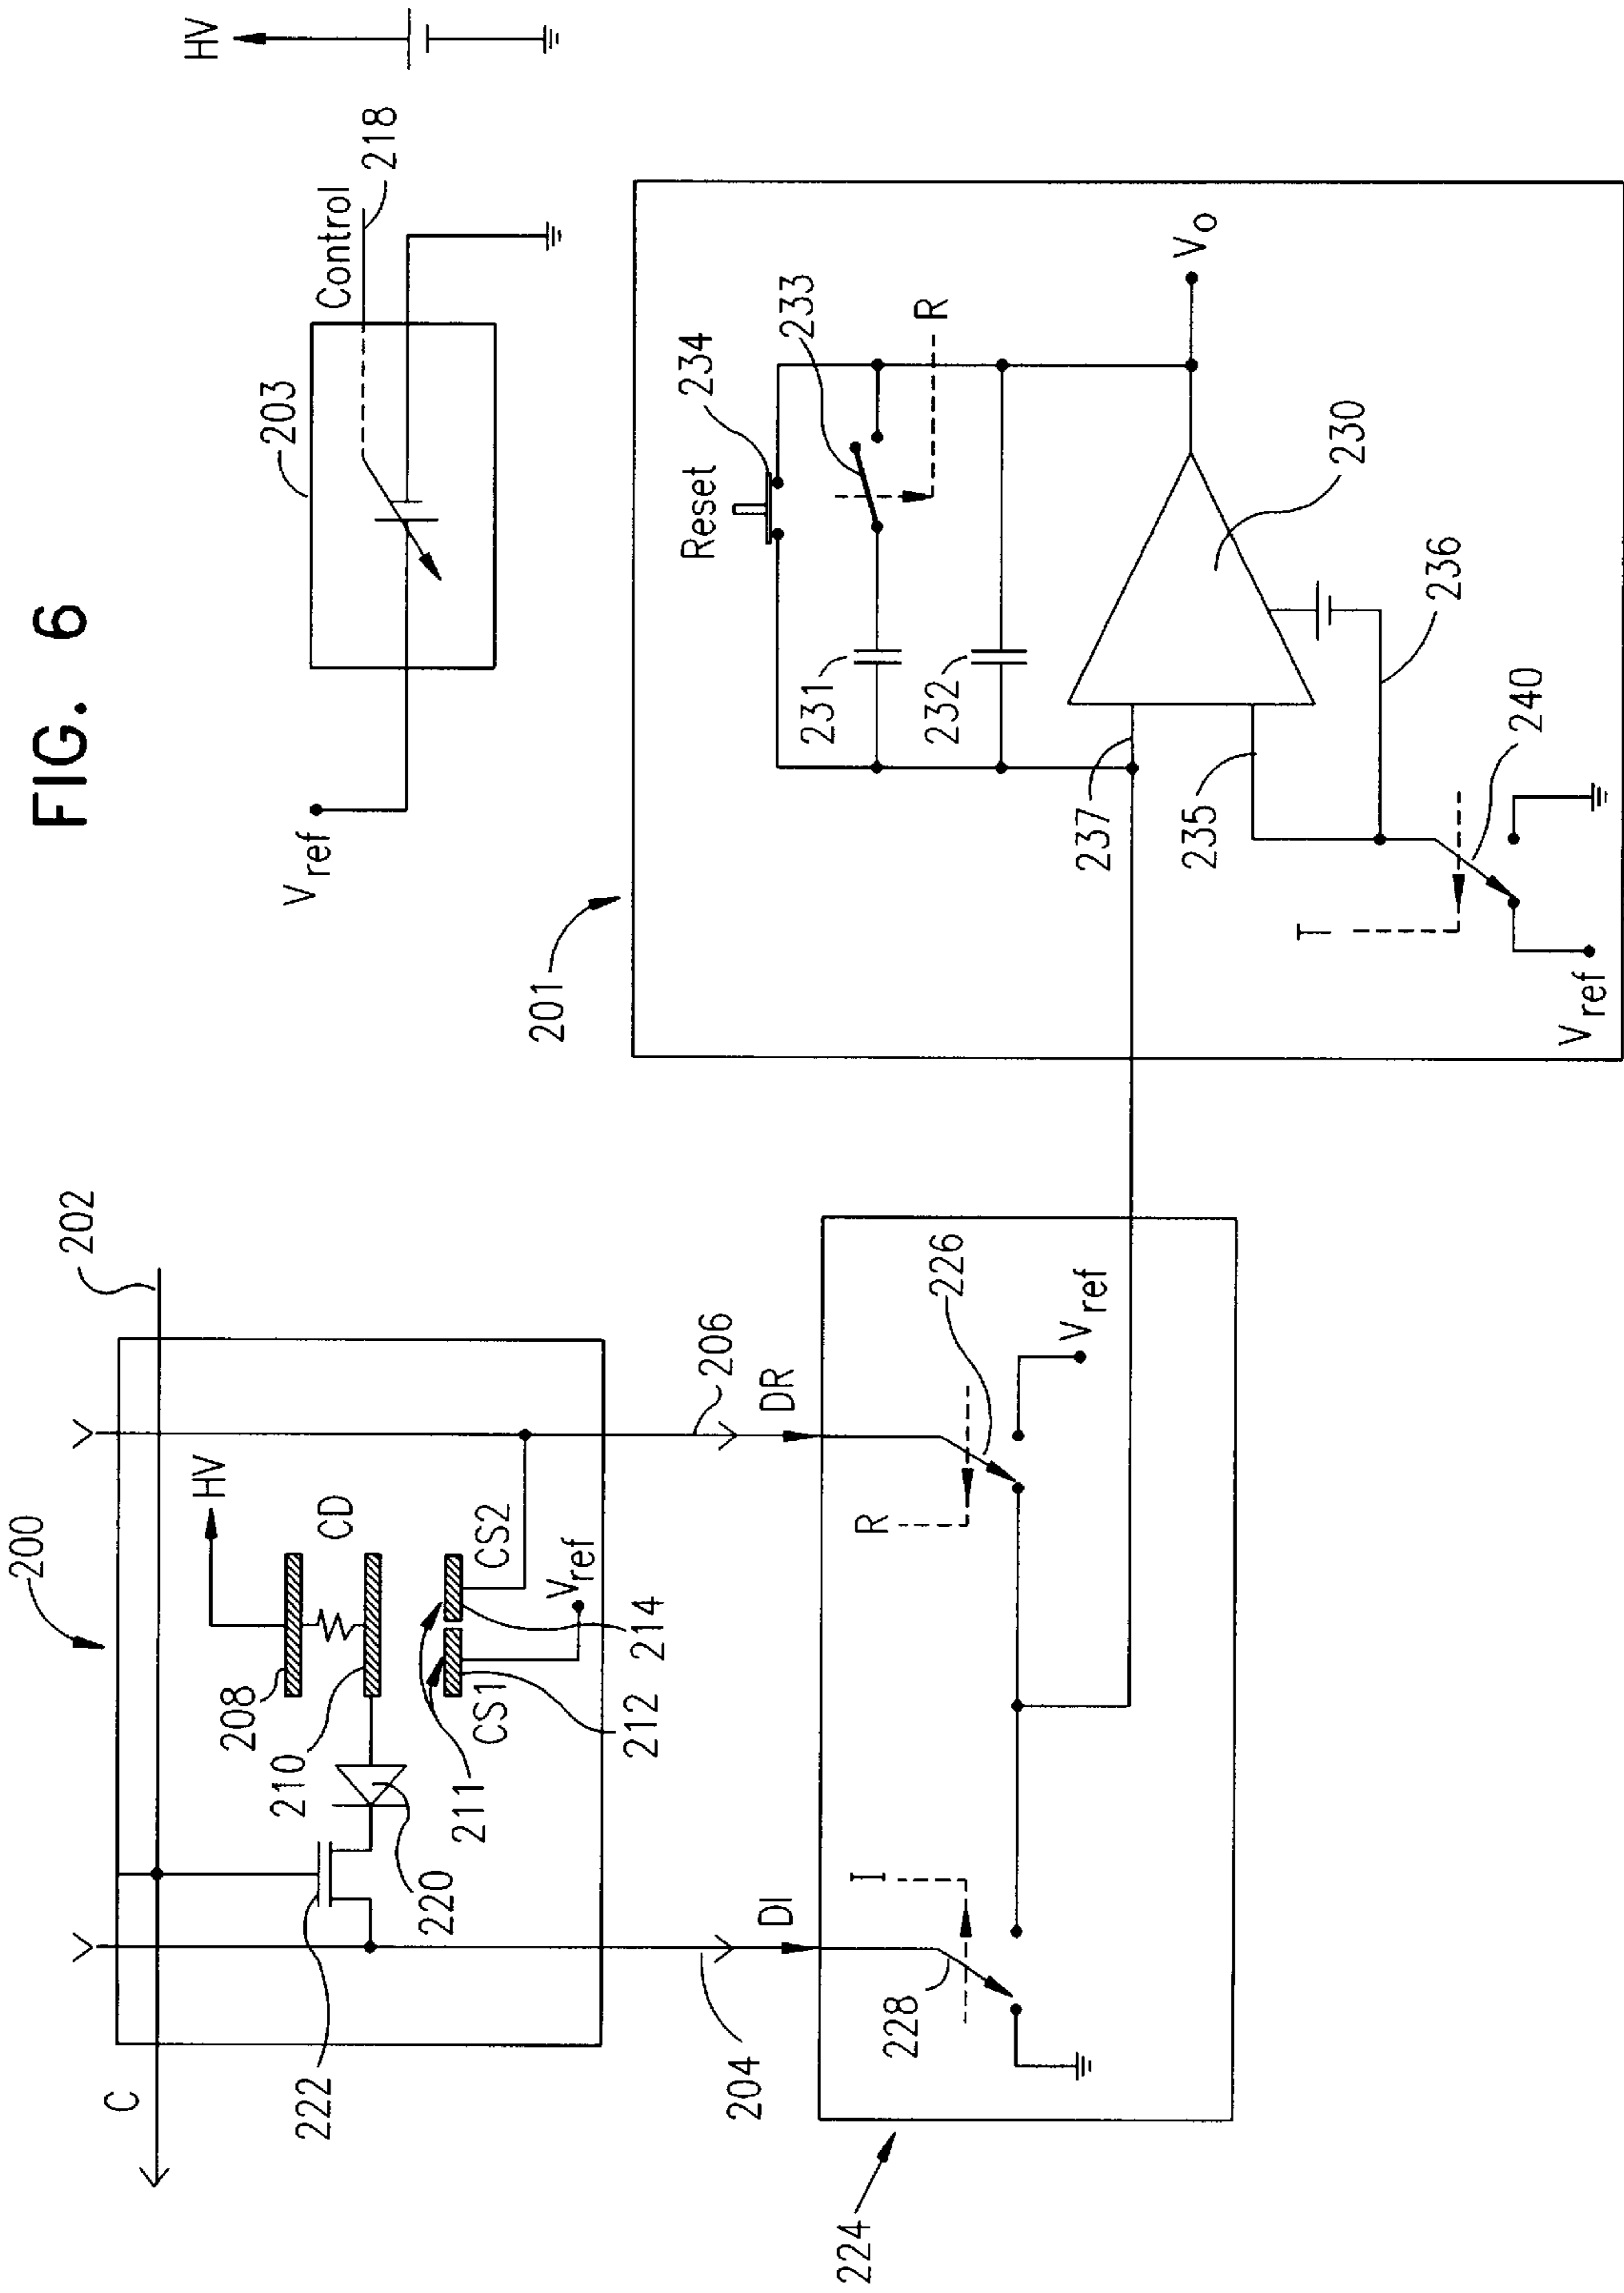 FIG. 6
200
202
C
HV
208
CD
210
222
220
211
CS1
CS2
212
214
Vref
204
DI
206
DR
224
228
I
R
226
Vref
Vref
203
Control
218
HV
201
Reset
234
233
231
R
232
237
Vo
230
235
236
T
240
Vref